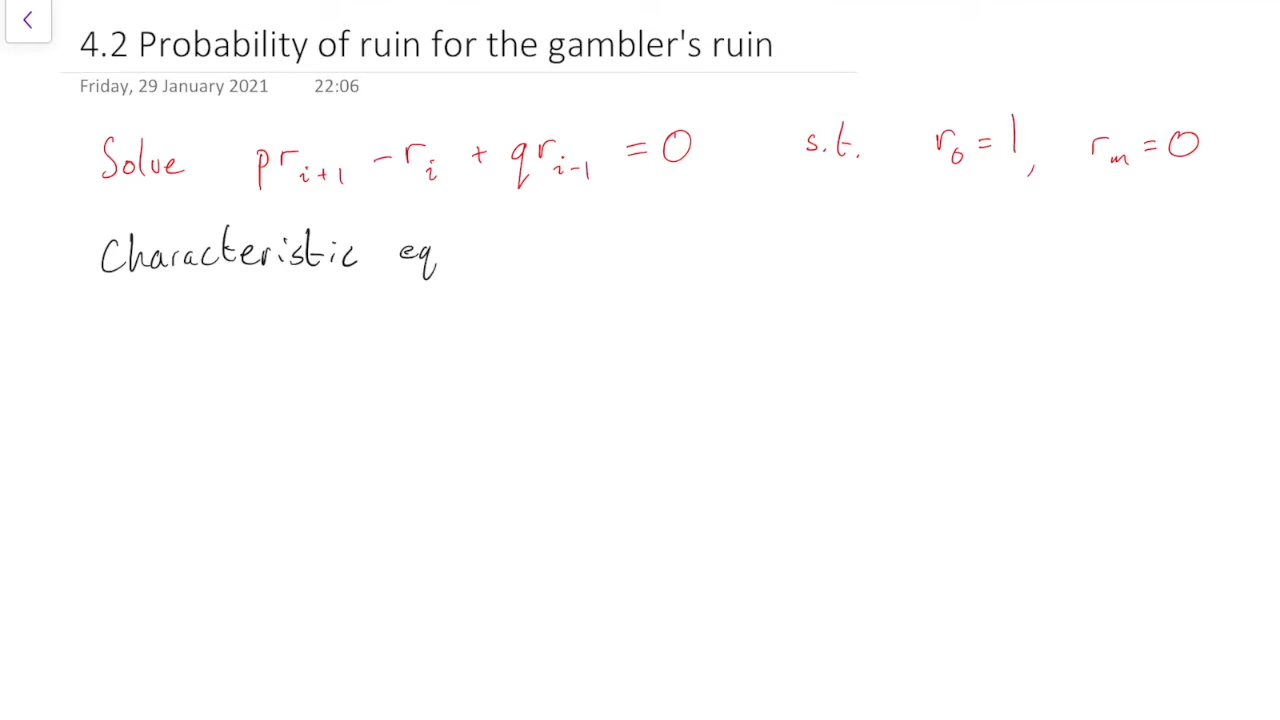 4.2 Probability of ruin for the gambler's ruin
Friday, 29 January 2021 22:06
Solve pr_{i+1} - r_i + qr_{i-1} = 0 s.t. r_0 = 1, r_m = 0
Characteristic eq